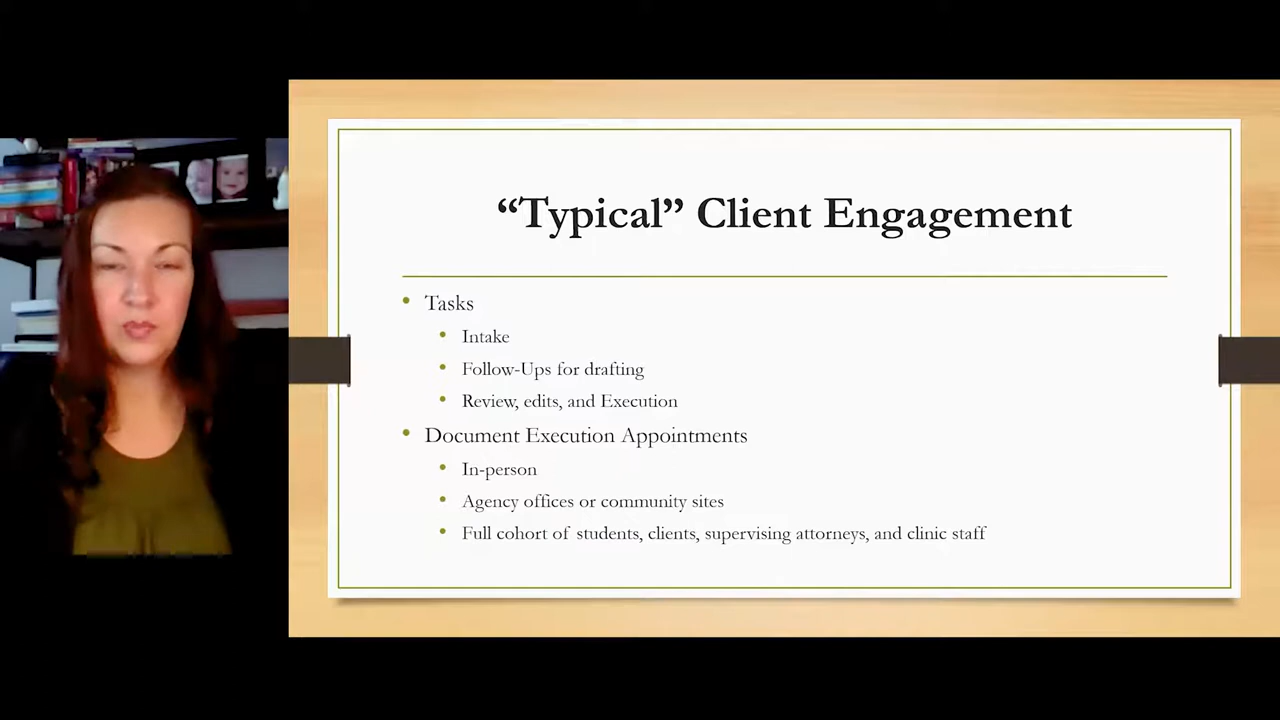 “Typical” Client Engagement
Tasks
Intake
Follow-Ups for drafting
Review, edits, and Execution
Document Execution Appointments
In-person
Agency offices or community sites
Full cohort of students, clients, supervising attorneys, and clinic staff